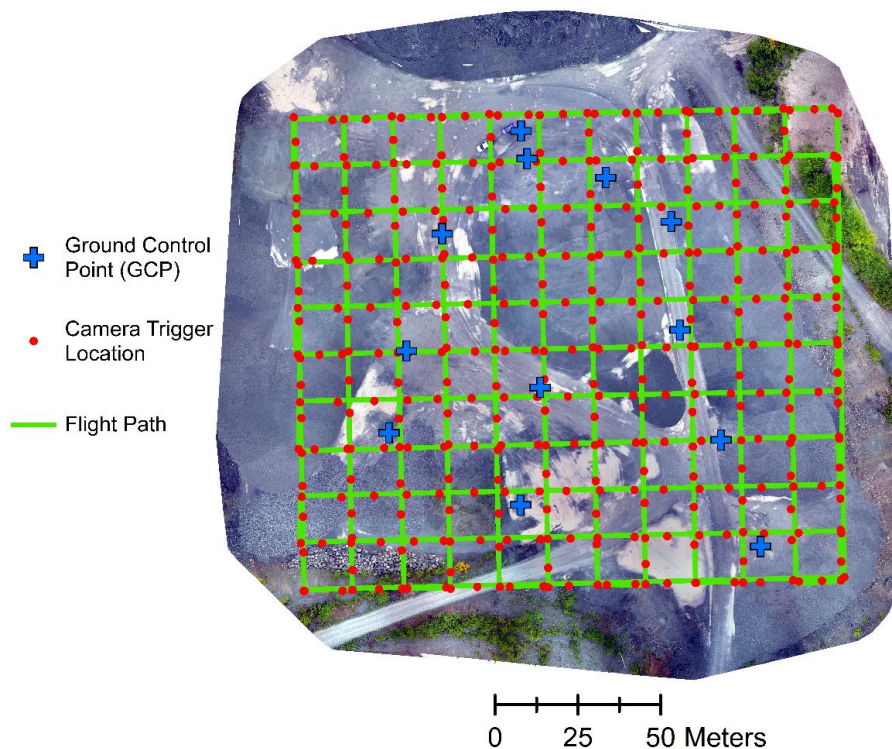 Ground Control
Point (GCP)
Camera Trigger
Location
Flight Path
0 25 50 Meters